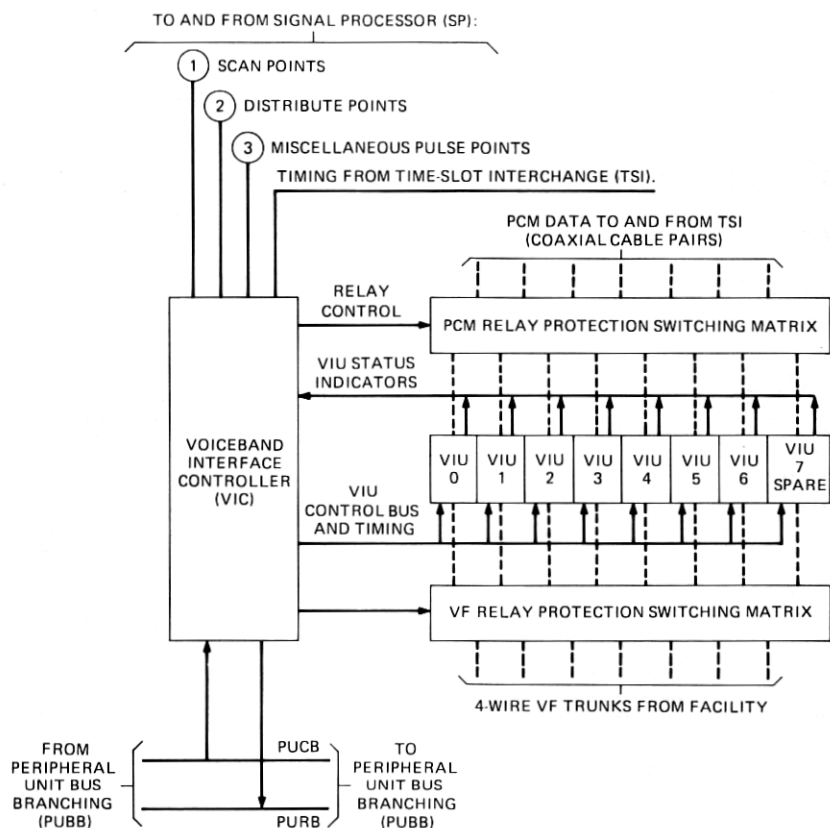 TO AND FROM SIGNAL PROCESSOR (SP):
1 SCAN POINTS
2 DISTRIBUTE POINTS
3 MISCELLANEOUS PULSE POINTS
TIMING FROM TIME-SLOT INTERCHANGE (TSI).
PCM DATA TO AND FROM TSI
(COAXIAL CABLE PAIRS)
RELAY
CONTROL
PCM RELAY PROTECTION SWITCHING MATRIX
VIU STATUS
INDICATORS
VOICEBAND
INTERFACE
CONTROLLER
(VIC)
VIU
0
VIU
1
VIU
2
VIU
3
VIU
4
VIU
5
VIU
6
VIU
7
SPARE
VIU
CONTROL BUS
AND TIMING
VF RELAY PROTECTION SWITCHING MATRIX
4-WIRE VF TRUNKS FROM FACILITY
FROM
PERIPHERAL
UNIT BUS
BRANCHING
(PUBB)
PUCB
PURB
TO
PERIPHERAL
UNIT BUS
BRANCHING
(PUBB)